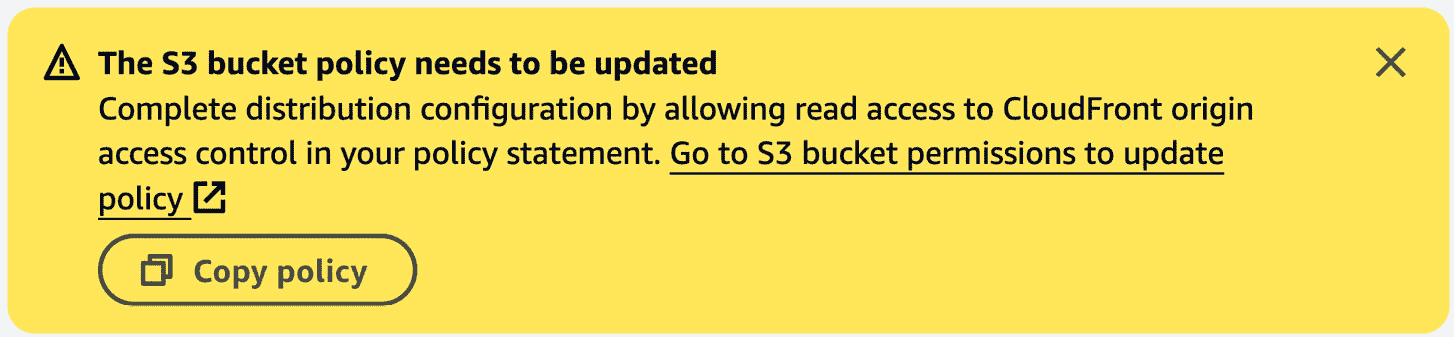 The S3 bucket policy needs to be updated
Complete distribution configuration by allowing read access to CloudFront origin
access control in your policy statement. Go to S3 bucket permissions to update
policy
Copy policy